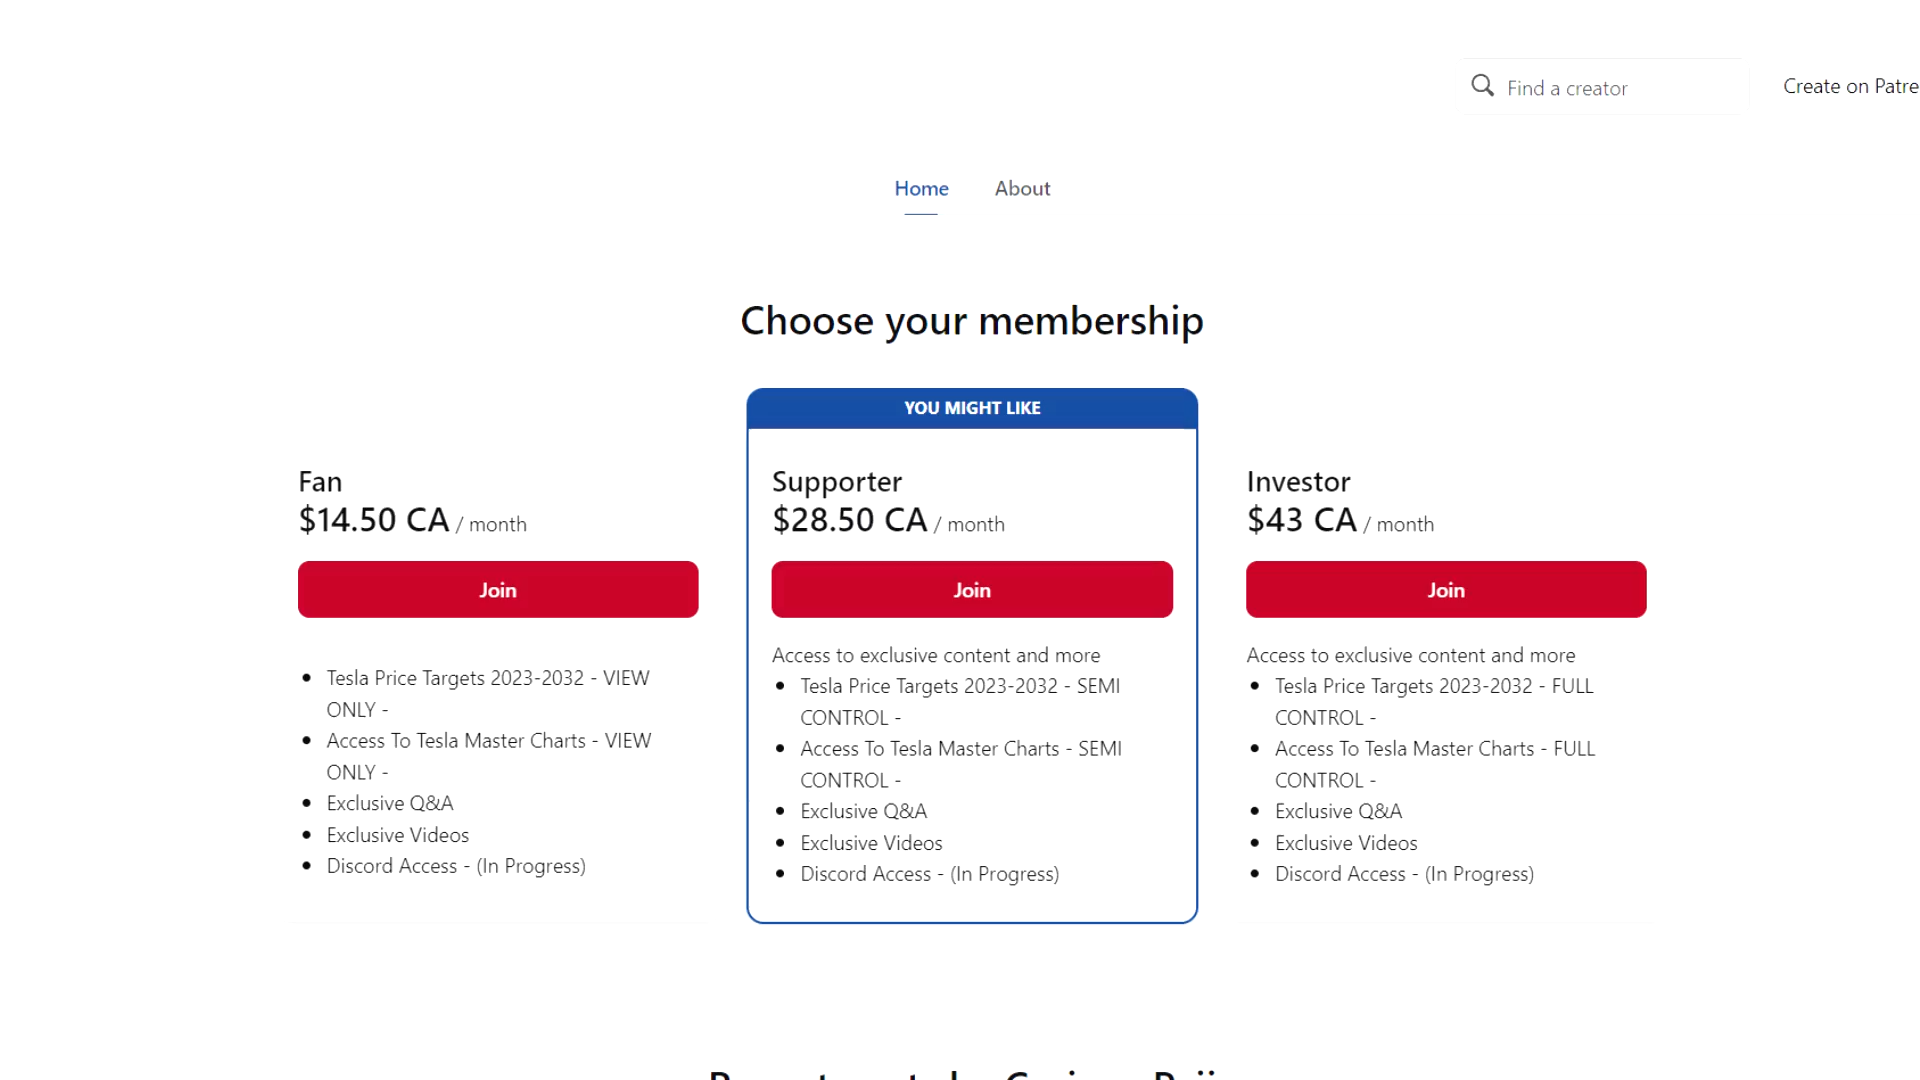 Find a creator
Create on Patre
Home
About
Choose your membership
YOU MIGHT LIKE
Fan
$14.50 CA / month
Join
Tesla Price Targets 2023-2032 - VIEW
ONLY -
Access To Tesla Master Charts - VIEW
ONLY -
Exclusive Q&A
Exclusive Videos
Discord Access - (In Progress)
Supporter
$28.50 CA / month
Join
Access to exclusive content and more
Tesla Price Targets 2023-2032 - SEMI
CONTROL -
Access To Tesla Master Charts - SEMI
CONTROL -
Exclusive Q&A
Exclusive Videos
Discord Access - (In Progress)
Investor
$43 CA / month
Join
Access to exclusive content and more
Tesla Price Targets 2023-2032 - FULL
CONTROL -
Access To Tesla Master Charts - FULL
CONTROL -
Exclusive Q&A
Exclusive Videos
Discord Access - (In Progress)